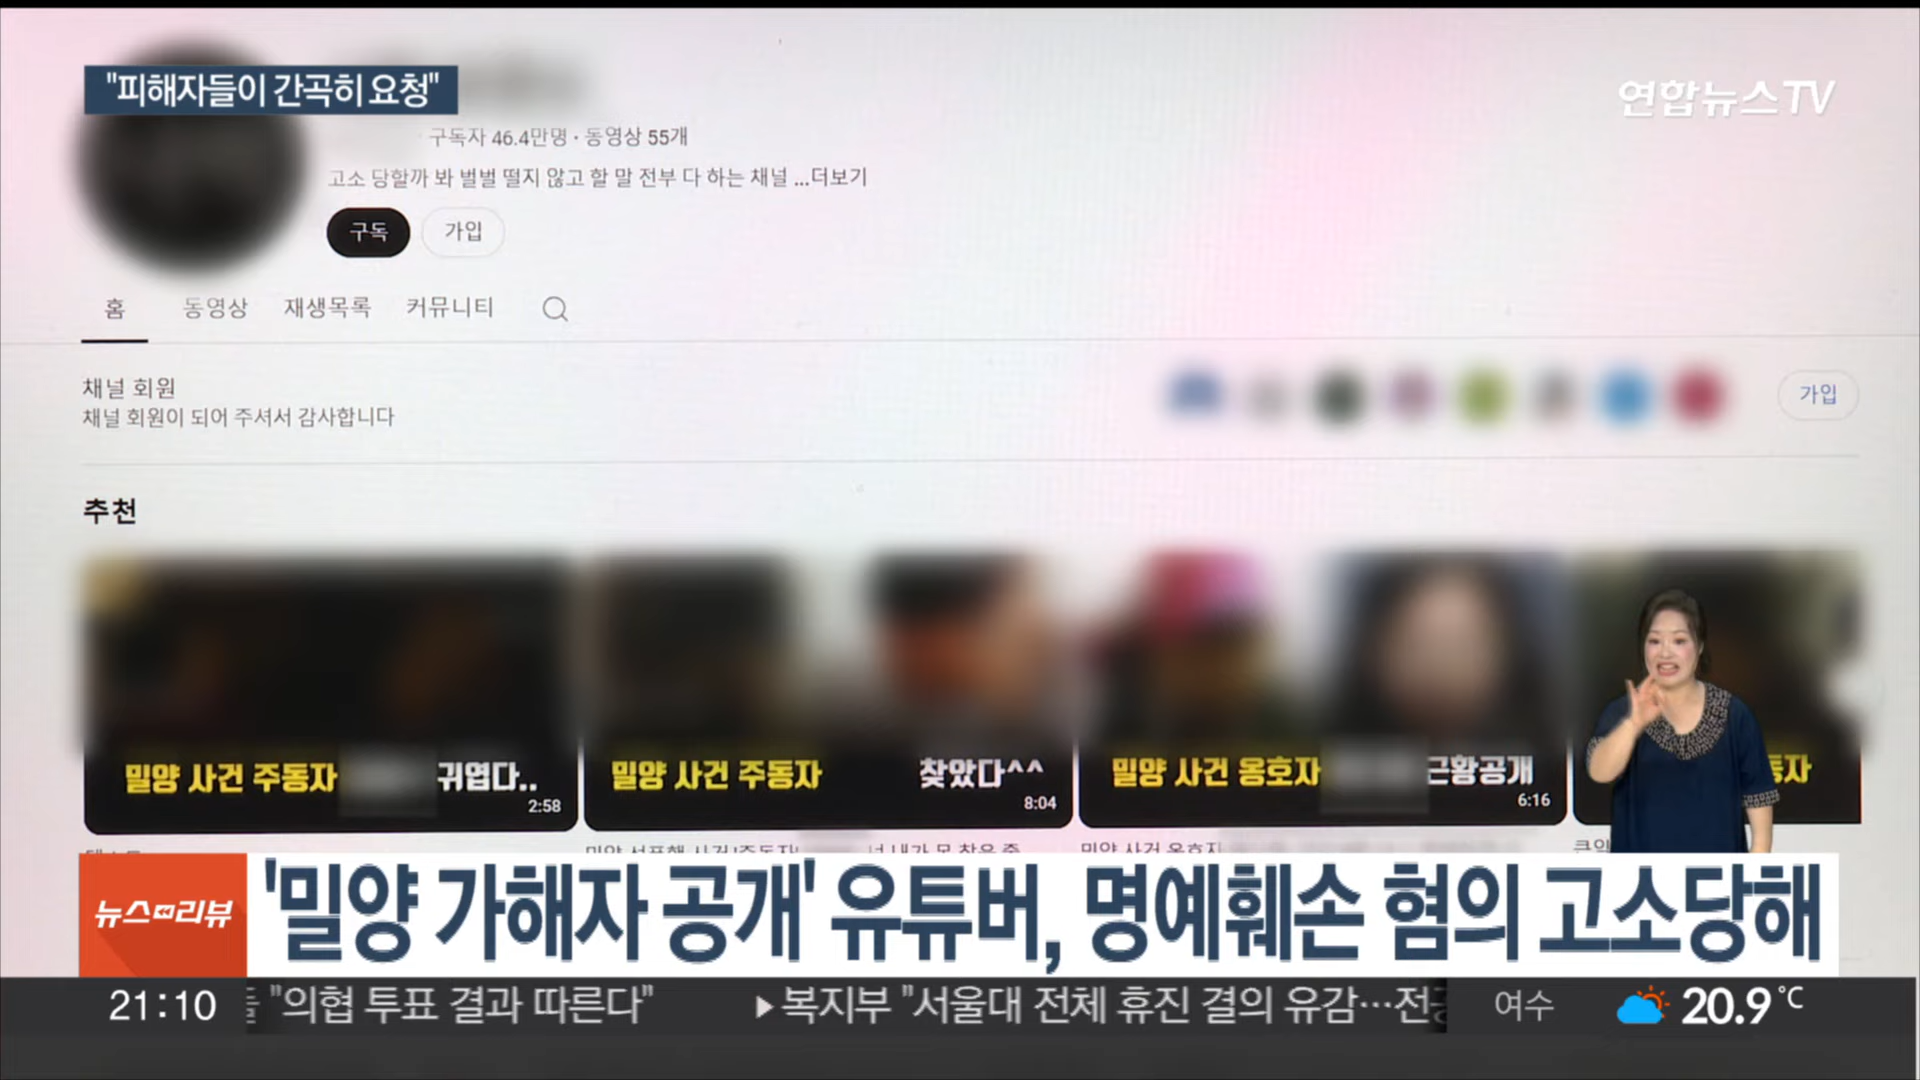 "피해자들이 간곡히 요청"
연합뉴스TV
구독자 46.4만명 · 동영상 55개
고소 당할까 봐 벌벌 떨지 않고 할 말 전부 다 하는 채널 ...더보기
구독 가입
홈 동영상 재생목록 커뮤니티
채널 회원
채널 회원이 되어 주셔서 감사합니다
가입
추천
밀양 사건 주동자 귀엽다..
2:58
밀양 사건 주동자 찾았다^^
8:04
밀양 사건 옹호자 근황공개
6:16
동자
뉴스리뷰
'밀양 가해자 공개' 유튜버, 명예훼손 혐의 고소당해
21:10 "의협 투표 결과 따른다" ▶복지부 "서울대 전체 휴진 결의 유감…전 여수 20.9℃